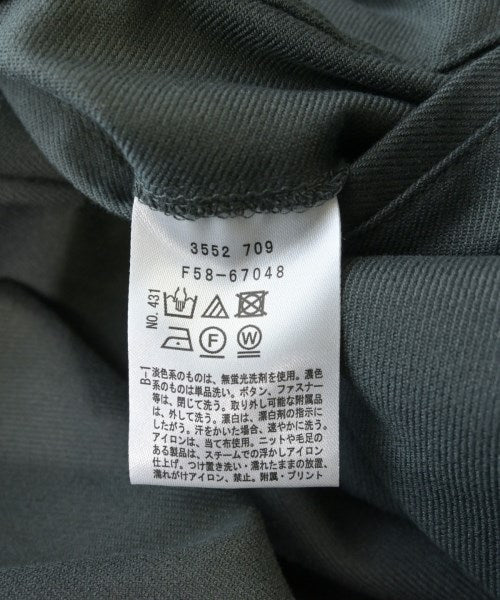 3552 709
F58-67048
NO. 431
F W
B-1
淡色系のものは、無蛍光洗剤を使用。濃色
系のものは単品洗い。ボタン、ファスナー
等は、閉じて洗う。取り外し可能な附属品
は、外して洗う。漂白は、漂白剤の指示に
したがう。汗をかいた場合、速やかに洗う。
アイロンは、当て布使用。ニットや毛足の
ある製品は、スチームでの浮かしアイロン
仕上げ。つけ置き洗い・濡れたままの放置、
濡れがけアイロン、禁止。附属・プリント